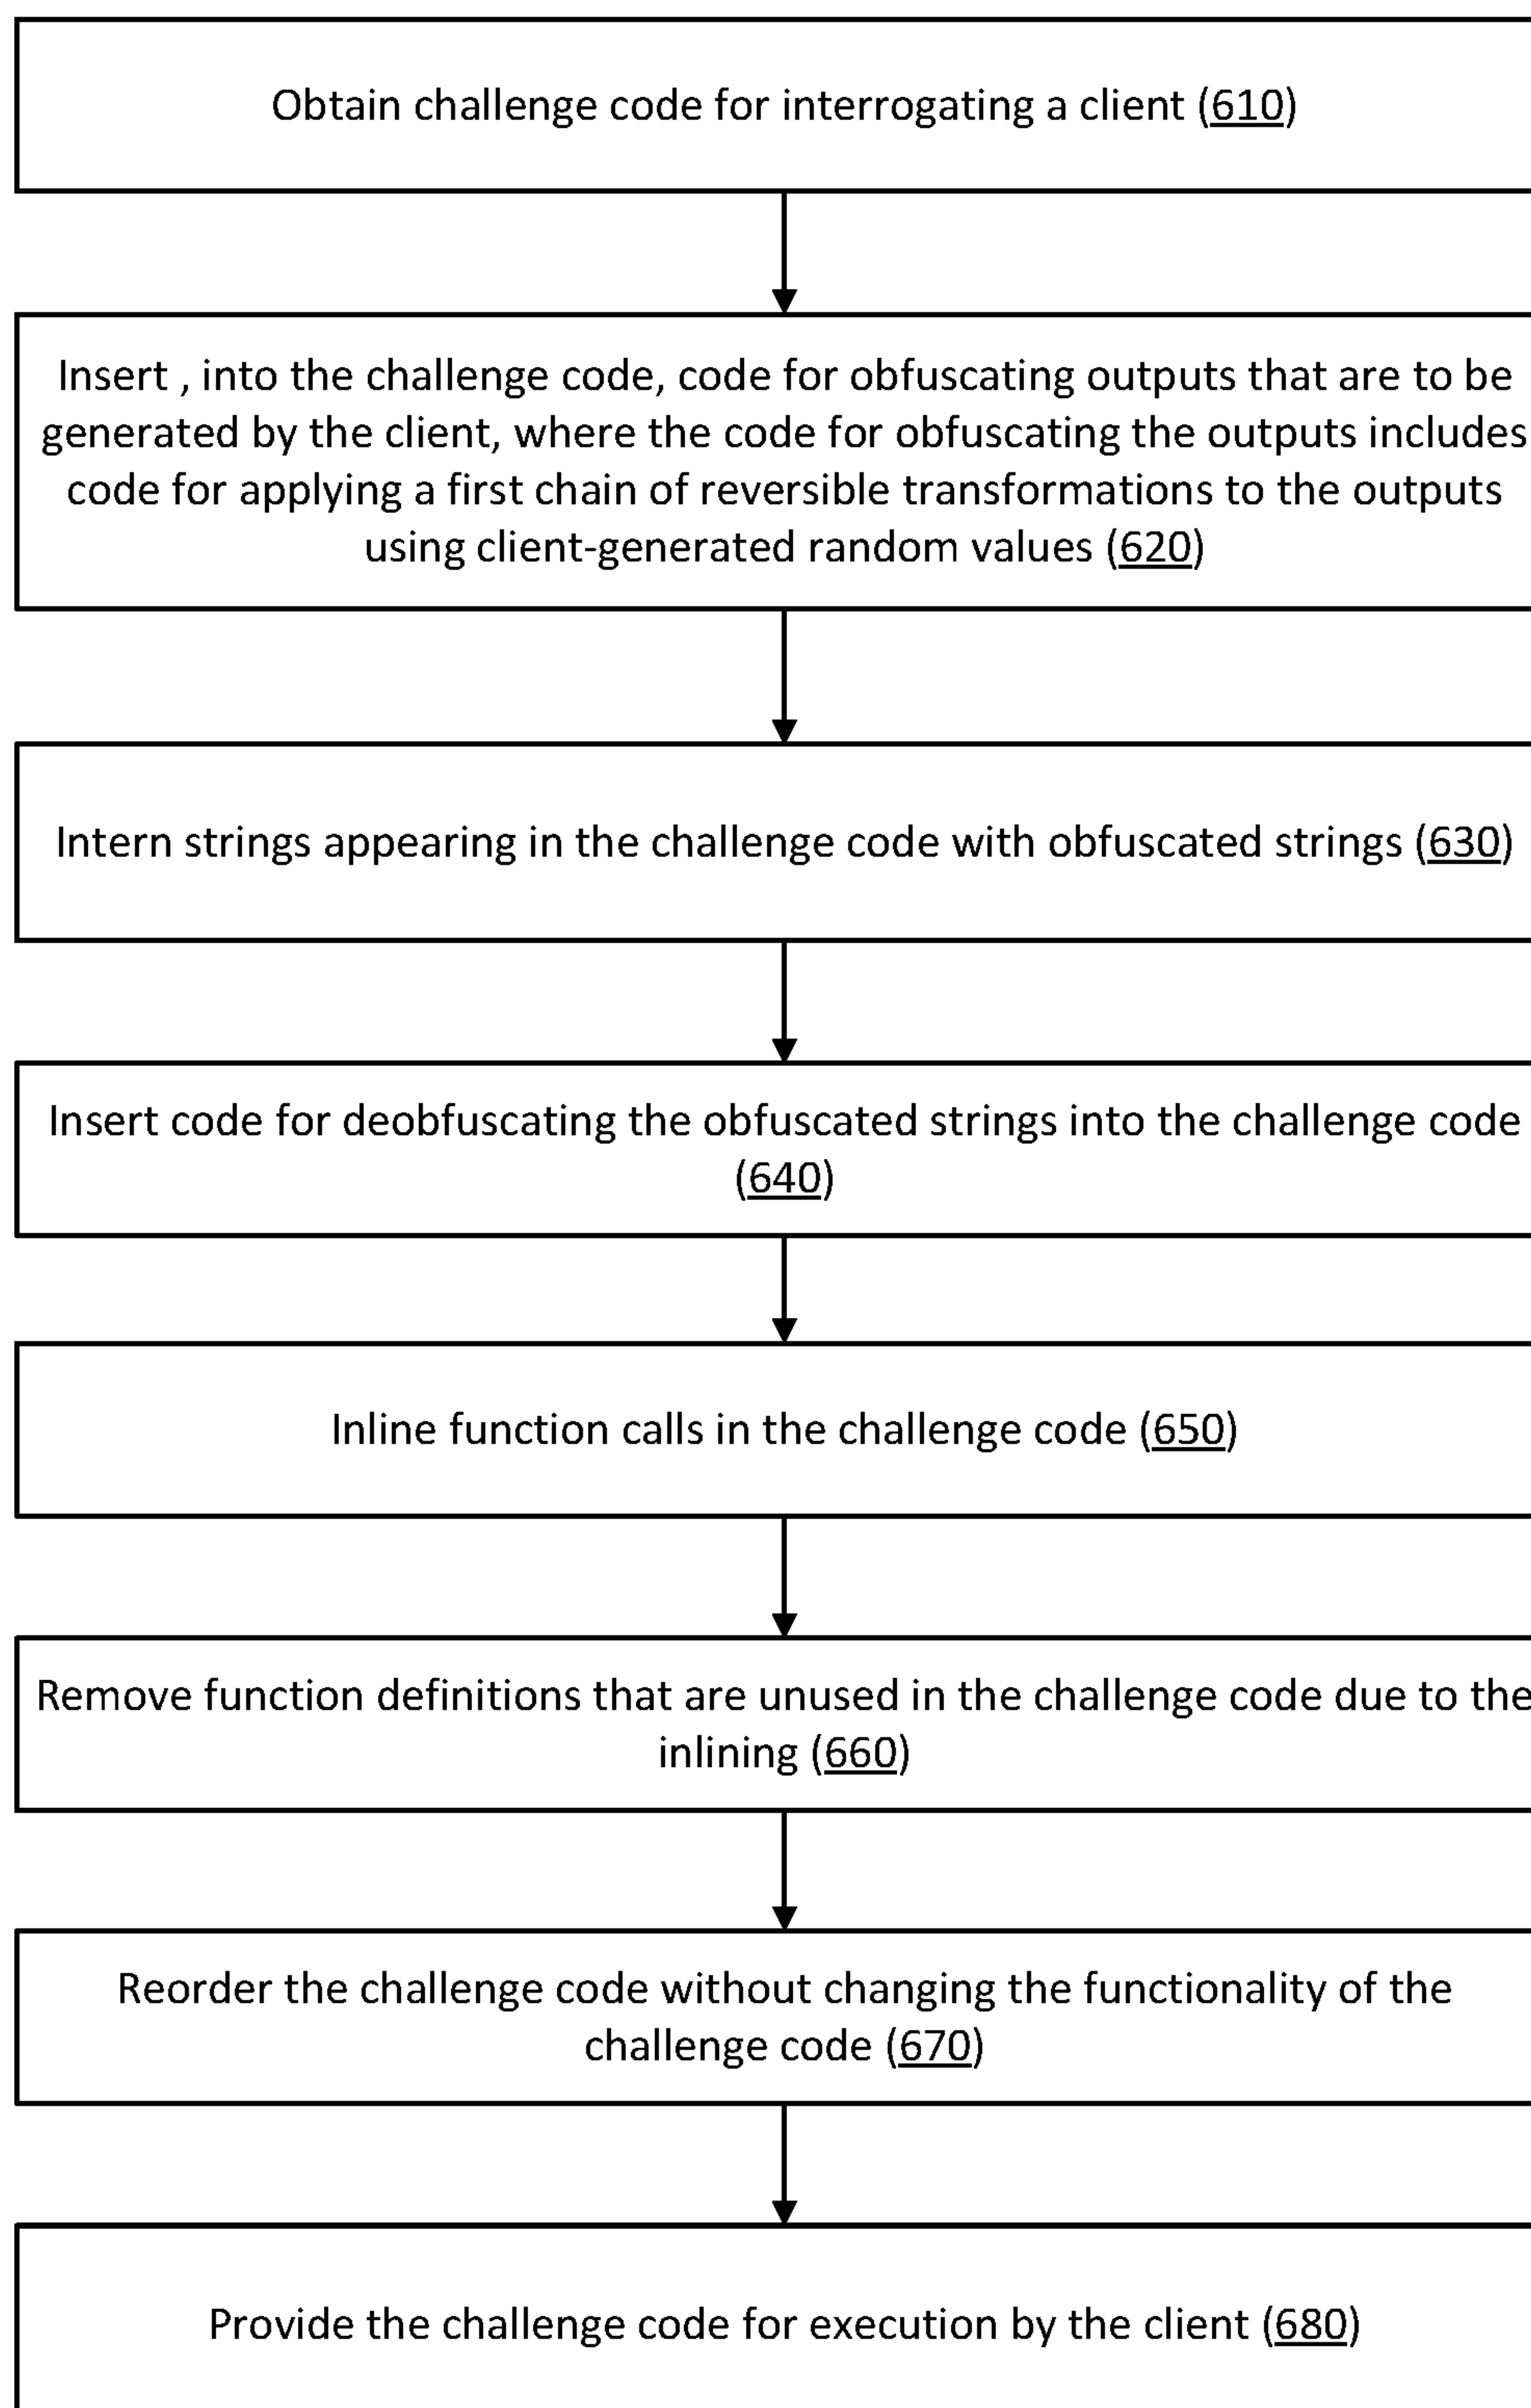 Obtain challenge code for interrogating a client (610)
Insert , into the challenge code, code for obfuscating outputs that are to be
generated by the client, where the code for obfuscating the outputs includes
code for applying a first chain of reversible transformations to the outputs
using client-generated random values (620)
Intern strings appearing in the challenge code with obfuscated strings (630)
Insert code for deobfuscating the obfuscated strings into the challenge code
(640)
Inline function calls in the challenge code (650)
Remove function definitions that are unused in the challenge code due to the
inlining (660)
Reorder the challenge code without changing the functionality of the
challenge code (670)
Provide the challenge code for execution by the client (680)